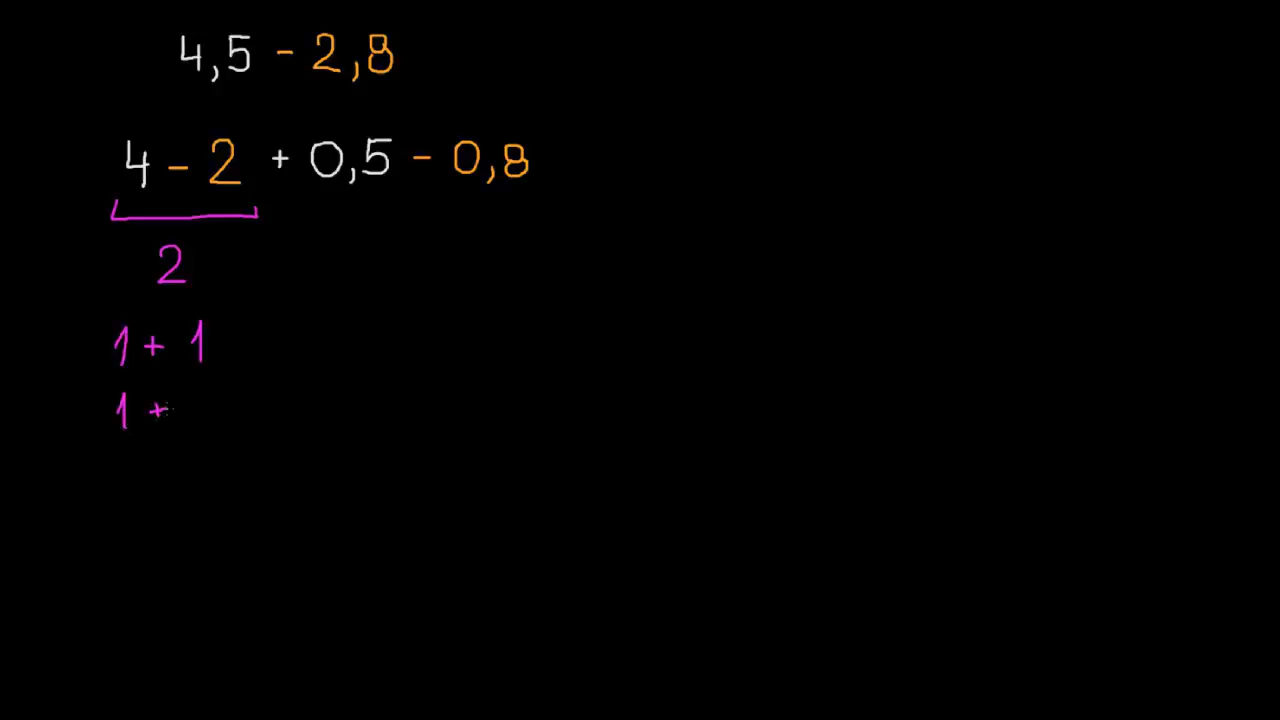 4,5 - 2,8
4 - 2 + 0,5 - 0,8
2
1 + 1
1 +